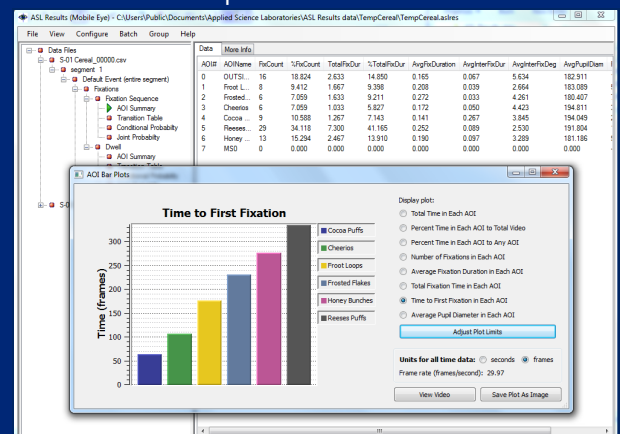 ASL Results (Mobile Eye) - C:\Users\Public\Documents\Applied Science Laboratories\ASL Results data\TempCereal\TempCereal.aslres
File View Configure Batch Group Help
Data Files
S-01 Cereal_00000.csv
segment 1
Default Event (entire segment)
Fixations
Fixation Sequence
AOI Summary
Transition Table
Conditional Probabilty
Joint Probabilty
Dwell
AOI Summary
Data More Info
AOI# AOIName FixCount %FixCount TotalFixDur %TotalFixDur AvgFixDuration AvgInterFixDur AvgInterFixDeg AvgPupilDiam
0 OUTSI... 16 18.824 2.633 14.850 0.165 0.067 5.634 182.911
1 Froot L... 8 9.412 1.667 9.398 0.208 0.039 2.664 183.089
2 Frosted... 6 7.059 1.633 9.211 0.272 0.033 4.261 180.407
3 Cheerios 6 7.059 1.033 5.827 0.172 0.050 4.423 194.811
4 Cocoa ... 9 10.588 1.267 7.143 0.141 0.267 3.845 194.049
5 Reeses... 29 34.118 7.300 41.165 0.252 0.089 2.530 191.804
6 Honey ... 13 15.294 2.467 13.910 0.190 0.097 3.289 181.186
7 MS0 0 0.000 0.000 0.000 0.000 0.000 0.000 0.000
AOI Bar Plots
Time to First Fixation
Time (frames)
300
250
200
150
100
50
0
Cocoa Puffs
Cheerios
Froot Loops
Frosted Flakes
Honey Bunches
Reeses Puffs
Display plot:
Total Time in Each AOI
Percent Time in Each AOI to Total Video
Percent Time in Each AOI to Any AOI
Number of Fixations in Each AOI
Average Fixation Duration in Each AOI
Total Fixation Time in Each AOI
Time to First Fixation in Each AOI
Average Pupil Diameter in Each AOI
Adjust Plot Limits
Units for all time data: seconds frames
Frame rate (frames/second): 29.97
View Video Save Plot As Image